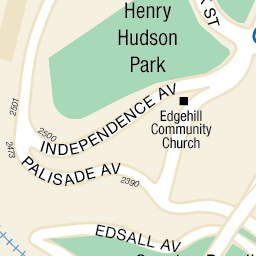 Henry
Hudson
Park
ST
2501
2500
2473
INDEPENDENCE AV
Edgehill
Community
Church
PALISADE AV
2390
EDSALL AV